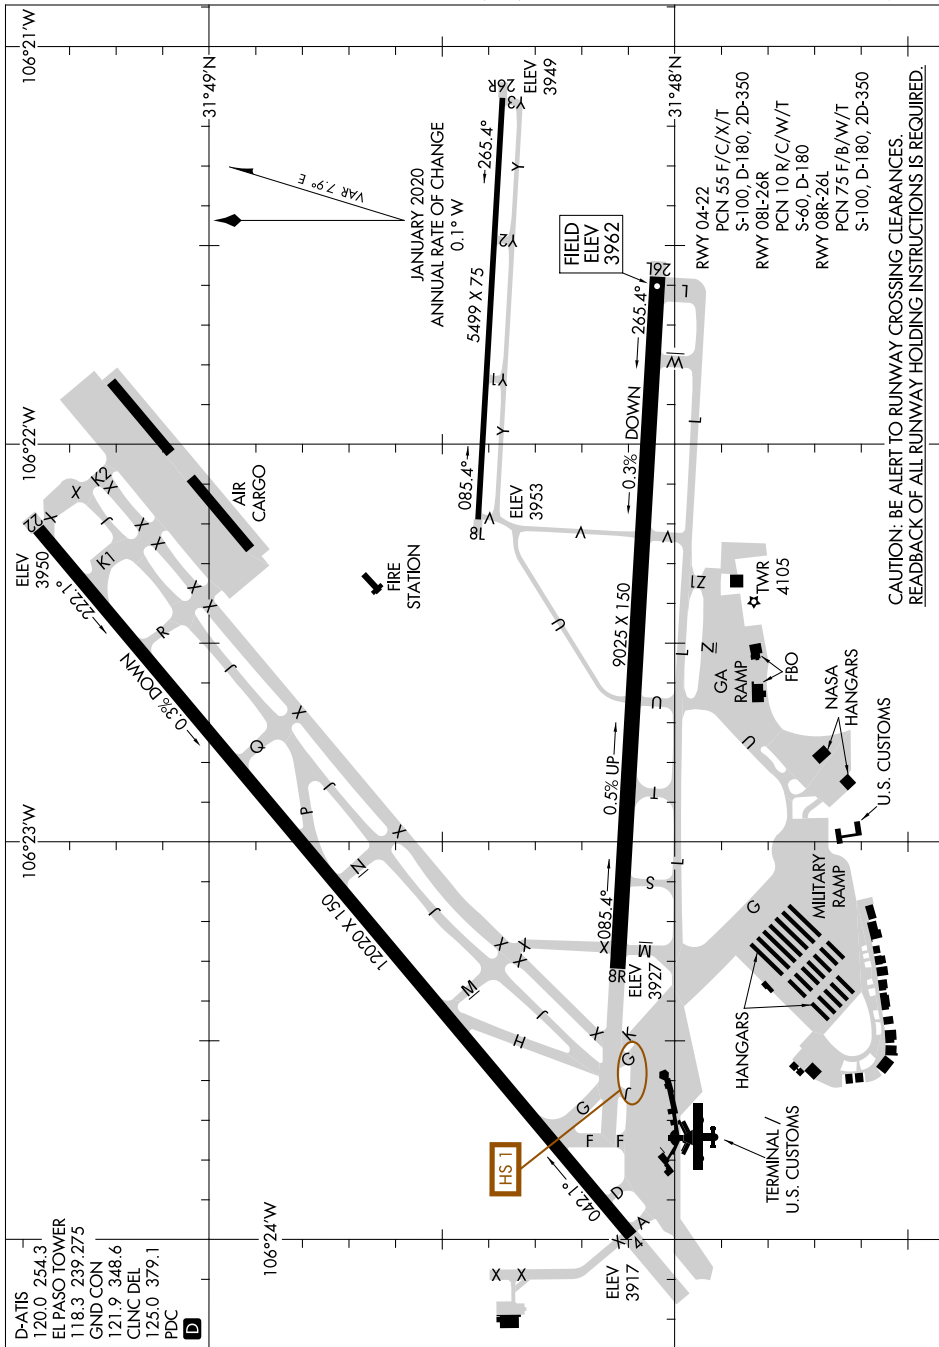 D-ATIS
120.0 254.3
EL PASO TOWER
118.3 239.275
GND CON
121.9 348.6
CLNC DEL
125.0 379.1
PDC
D
106°24'W
106°23'W
106°22'W
106°21'W
31°49'N
31°48'N
VAR 7.9° E
JANUARY 2020
ANNUAL RATE OF CHANGE
0.1° W
ELEV
3950
22
222.1°
0.3% DOWN
12020 X 150
042.1°
4
ELEV
3917
X
X
X
A
D
F
F
G
HS 1
J
G
K
X
H
J
M
X
X
X
X
J
N
X
P
J
Q
X
J
R
X
X
X
X
J
K1
K2
X
X
AIR
CARGO
FIRE
STATION
8L
ELEV
3953
085.4°
5499 X 75
265.4°
26R
ELEV
3949
Y
Y1
Y2
Y
Y3
V
V
V
U
U
U
8R
ELEV
3927
085.4°
0.5% UP
9025 X 150
0.3% DOWN
265.4°
26L
FIELD
ELEV
3962
M
S
T
L
L
L
L
W
Z
Z1
G
GA
RAMP
TWR
4105
FBO
NASA
HANGARS
U.S. CUSTOMS
MILITARY
RAMP
HANGARS
TERMINAL /
U.S. CUSTOMS
RWY 04-22
PCN 55 F/C/X/T
S-100, D-180, 2D-350
RWY 08L-26R
PCN 10 R/C/W/T
S-60, D-180
RWY 08R-26L
PCN 75 F/B/W/T
S-100, D-180, 2D-350
CAUTION: BE ALERT TO RUNWAY CROSSING CLEARANCES.
READBACK OF ALL RUNWAY HOLDING INSTRUCTIONS IS REQUIRED.